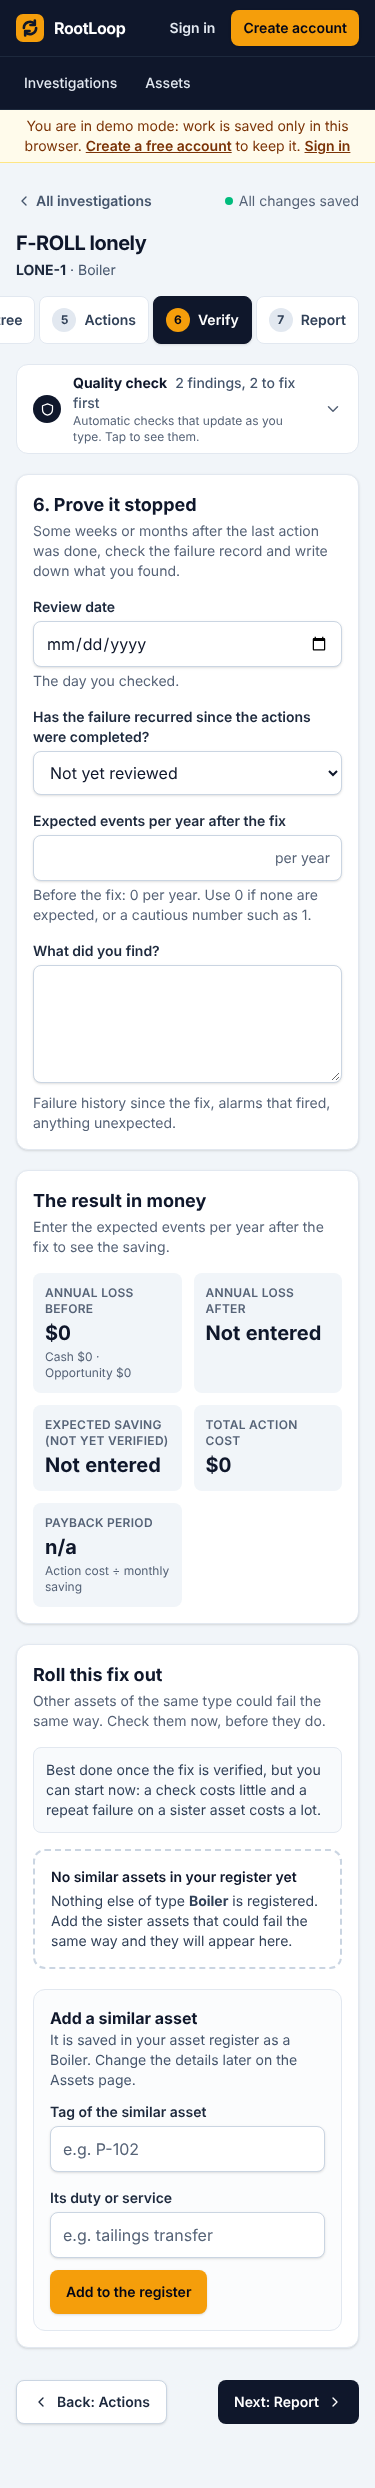 RootLoop
Sign in
Create account
Investigations
Assets
You are in demo mode: work is saved only in this
browser. Create a free account to keep it. Sign in
All investigations
All changes saved
F-ROLL lonely
LONE-1 · Boiler
ree
5 Actions
6 Verify
7 Report
Quality check 2 findings, 2 to fix
first
Automatic checks that update as you
type. Tap to see them.
6. Prove it stopped
Some weeks or months after the last action
was done, check the failure record and write
down what you found.
Review date
mm/dd/yyyy
The day you checked.
Has the failure recurred since the actions
were completed?
Not yet reviewed
Expected events per year after the fix
per year
Before the fix: 0 per year. Use 0 if none are
expected, or a cautious number such as 1.
What did you find?
Failure history since the fix, alarms that fired,
anything unexpected.
The result in money
Enter the expected events per year after the
fix to see the saving.
ANNUAL LOSS
BEFORE
$0
Cash $0 ·
Opportunity $0
ANNUAL LOSS
AFTER
Not entered
EXPECTED SAVING
(NOT YET VERIFIED)
Not entered
TOTAL ACTION
COST
$0
PAYBACK PERIOD
n/a
Action cost ÷ monthly
saving
Roll this fix out
Other assets of the same type could fail the
same way. Check them now, before they do.
Best done once the fix is verified, but you
can start now: a check costs little and a
repeat failure on a sister asset costs a lot.
No similar assets in your register yet
Nothing else of type Boiler is registered.
Add the sister assets that could fail the
same way and they will appear here.
Add a similar asset
It is saved in your asset register as a
Boiler. Change the details later on the
Assets page.
Tag of the similar asset
e.g. P-102
Its duty or service
e.g. tailings transfer
Add to the register
Back: Actions
Next: Report